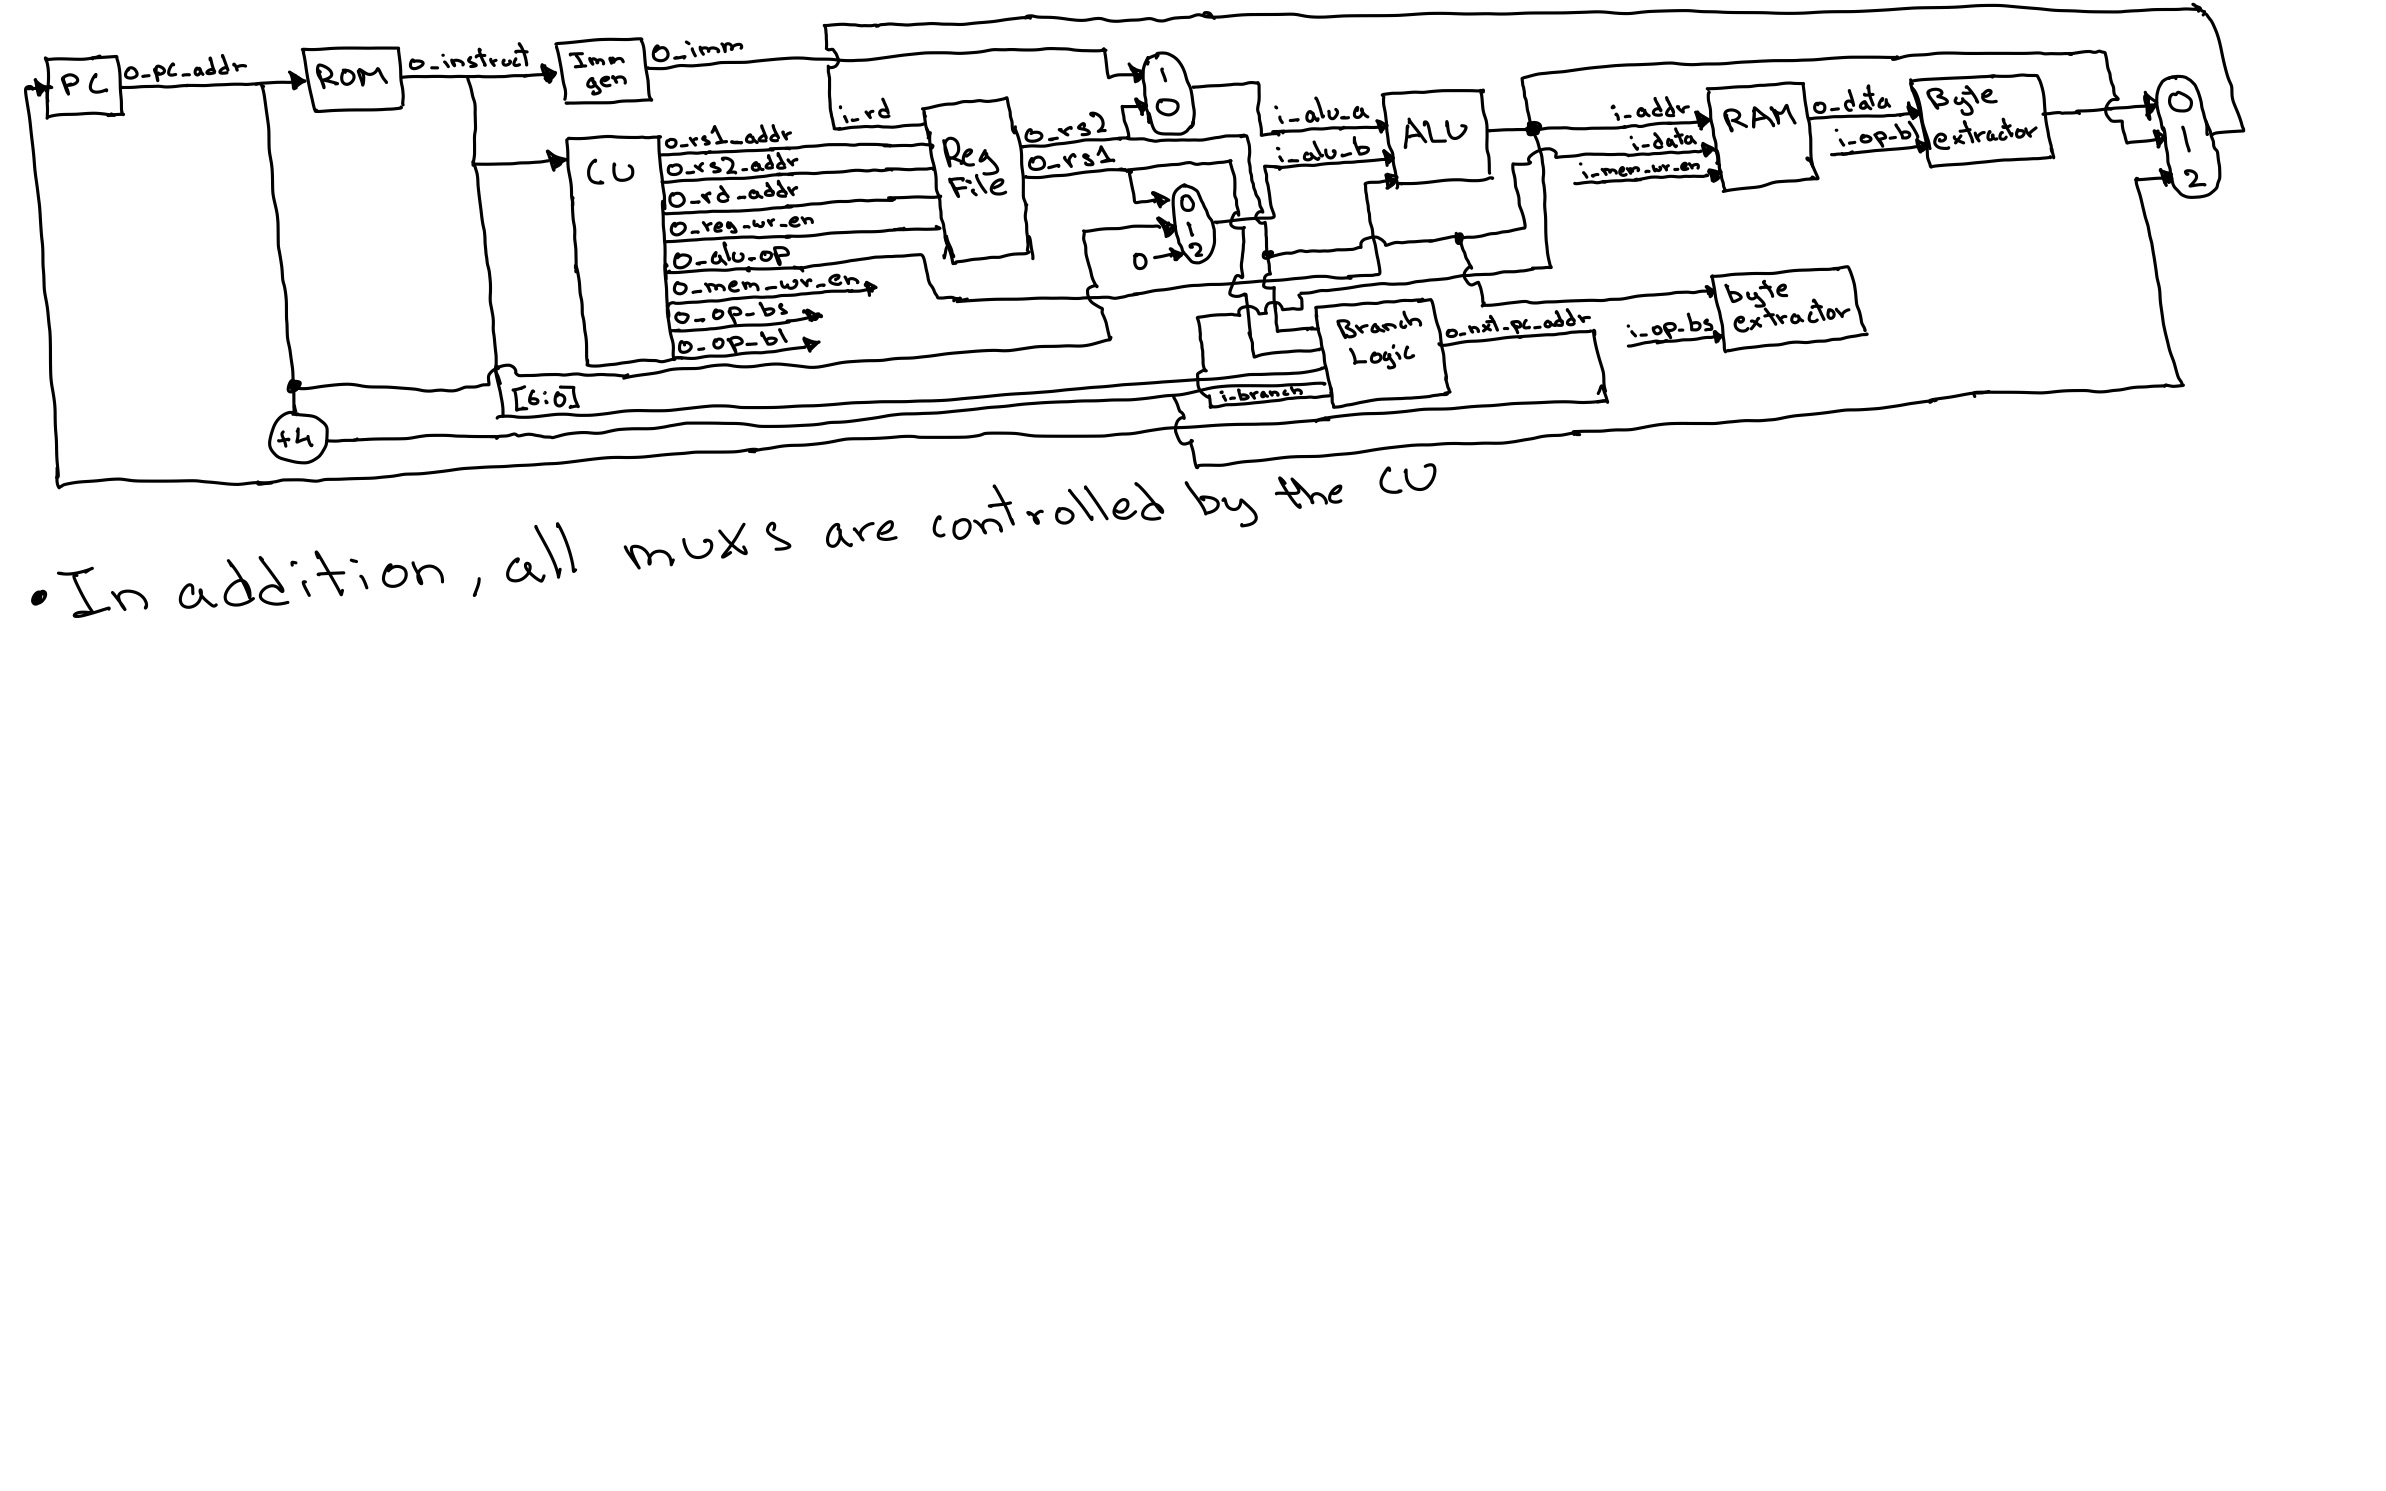 PC
o_pc_addr
ROM
o_instruct
Imm
gen
o_imm
CU
o_rs1_addr
o_rs2_addr
o_rd_addr
o_reg_wr_en
o_alu_op
o_mem_wr_en
o_op_bs
o_op_bl
[6:0]
+4
i_rd
Reg
File
o_rs2
o_rs1
1
0
0
1
2
0
i_alu_a
i_alu_b
ALU
Branch
Logic
i_branch
o_nxt_pc_addr
i_addr
i_data
i_mem_wr_en
RAM
o_data
i_op_bl
Byte
extractor
i_op_bs
byte
extractor
0
1
2
• In addition, all muxs are controlled by the CU